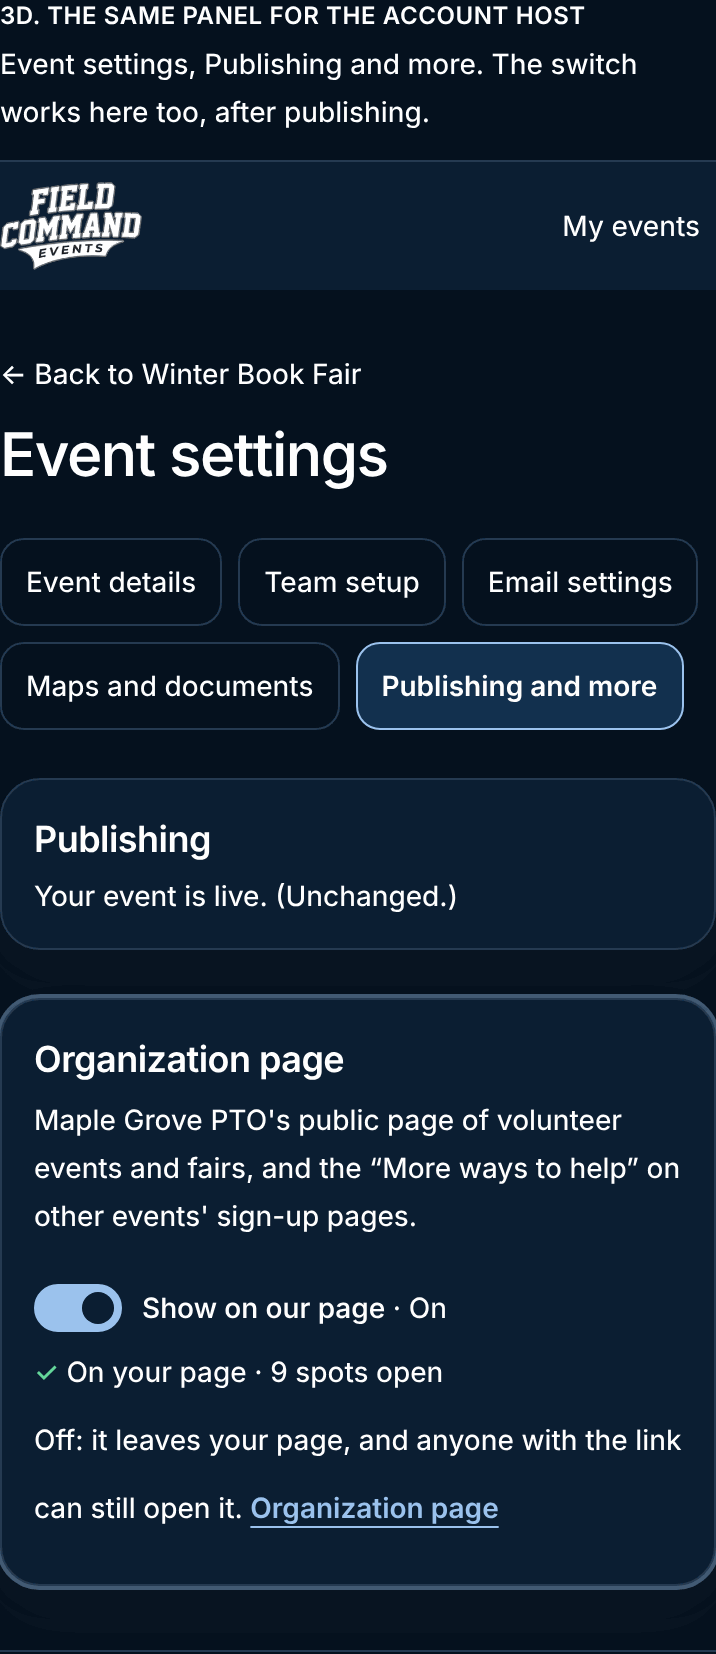 3D. THE SAME PANEL FOR THE ACCOUNT HOST
Event settings, Publishing and more. The switch
works here too, after publishing.
FIELD
COMMAND
EVENTS
My events
← Back to Winter Book Fair
Event settings
Event details
Team setup
Email settings
Maps and documents
Publishing and more
Publishing
Your event is live. (Unchanged.)
Organization page
Maple Grove PTO's public page of volunteer
events and fairs, and the “More ways to help” on
other events' sign-up pages.
Show on our page · On
✓ On your page · 9 spots open
Off: it leaves your page, and anyone with the link
can still open it. Organization page